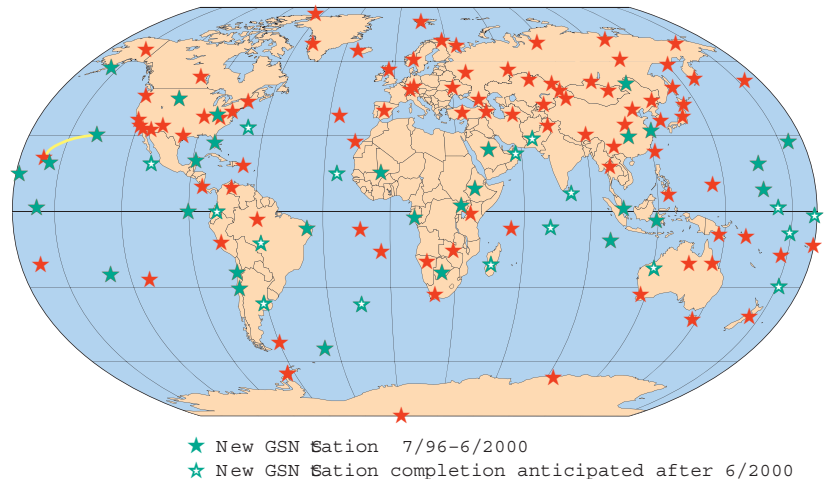 New GSN Station 7/96-6/2000
New GSN Station completion anticipated after 6/2000